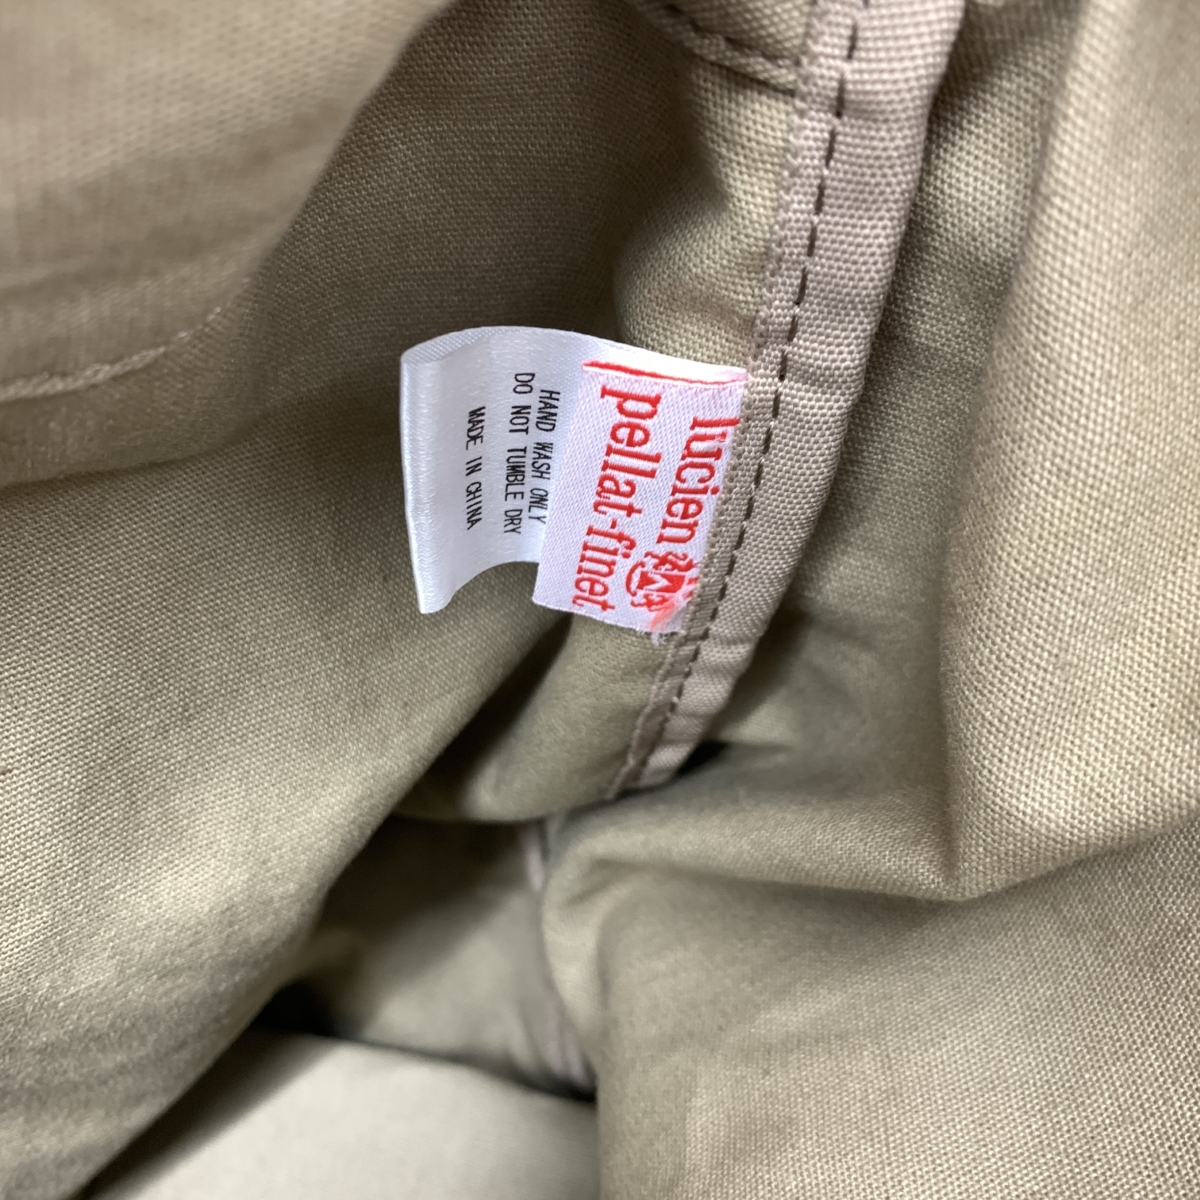 lucien
pellat-finet
HAND WASH ONLY
DO NOT TUMBLE DRY
MADE IN CHINA